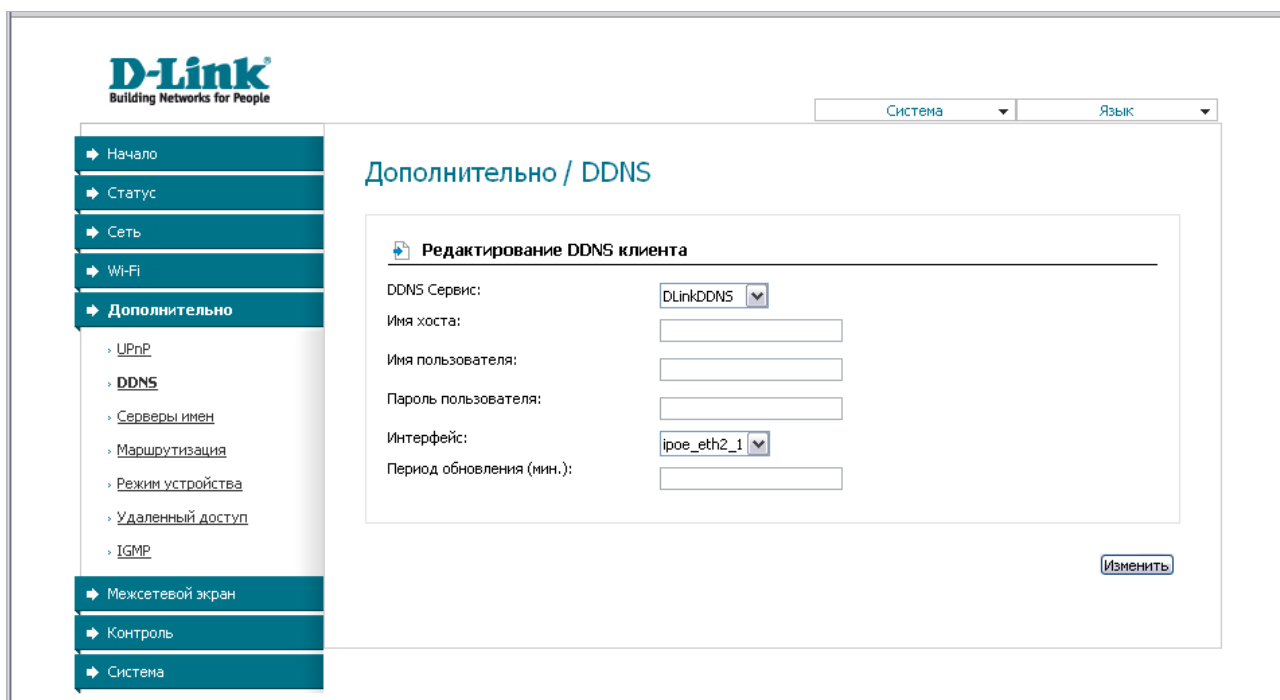 D-Link
Building Networks for People
Система
Язык
Начало
Статус
Сеть
Wi-Fi
Дополнительно
UPnP
DDNS
Серверы имен
Маршрутизация
Режим устройства
Удаленный доступ
IGMP
Межсетевой экран
Контроль
Система
Дополнительно / DDNS
Редактирование DDNS клиента
DDNS Сервис: DLinkDDNS
Имя хоста:
Имя пользователя:
Пароль пользователя:
Интерфейс: ipoe_eth2_1
Период обновления (мин.):
Изменить